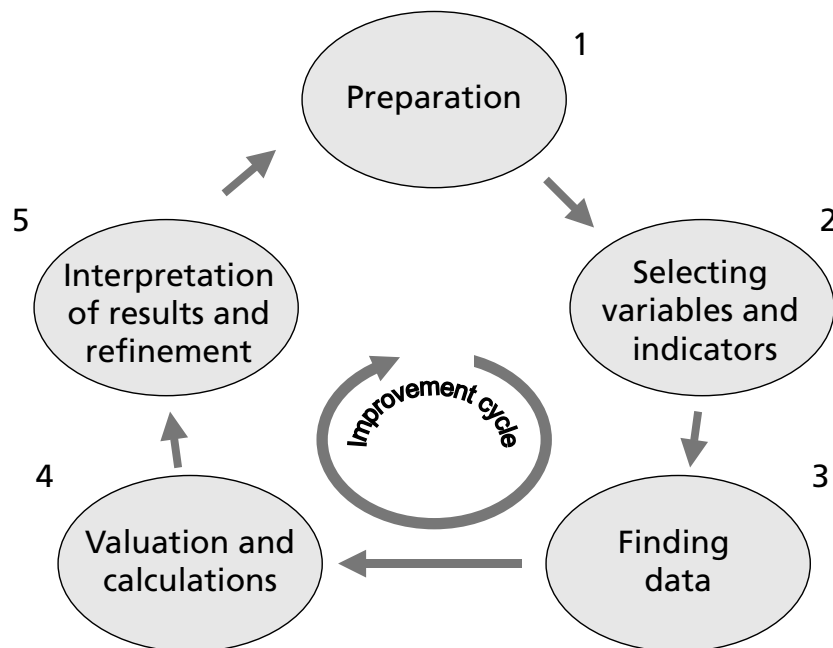 1
Preparation
2
Selecting
variables and
indicators
3
Finding
data
4
Valuation and
calculations
5
Interpretation
of results and
refinement
Improvement cycle